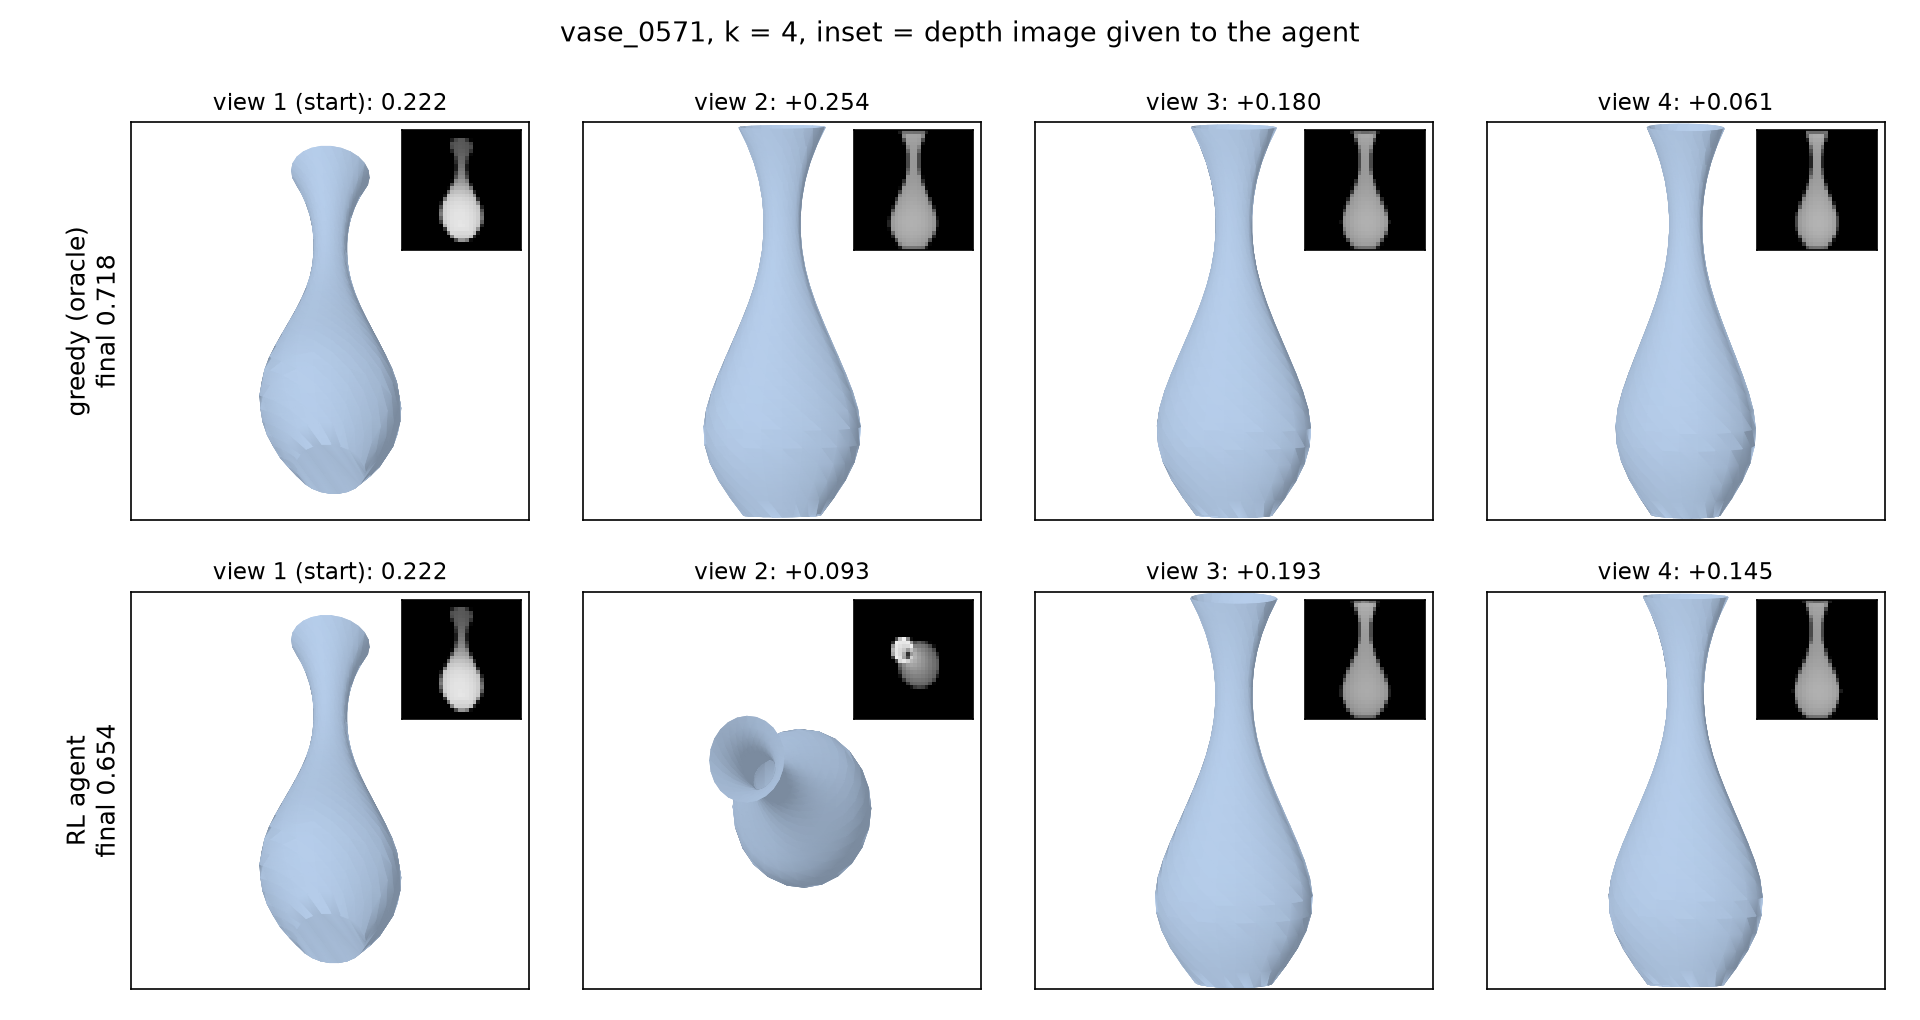 vase_0571, k = 4, inset = depth image given to the agent
view 1 (start): 0.222
view 2: +0.254
view 3: +0.180
view 4: +0.061
greedy (oracle)
final 0.718
view 1 (start): 0.222
view 2: +0.093
view 3: +0.193
view 4: +0.145
RL agent
final 0.654